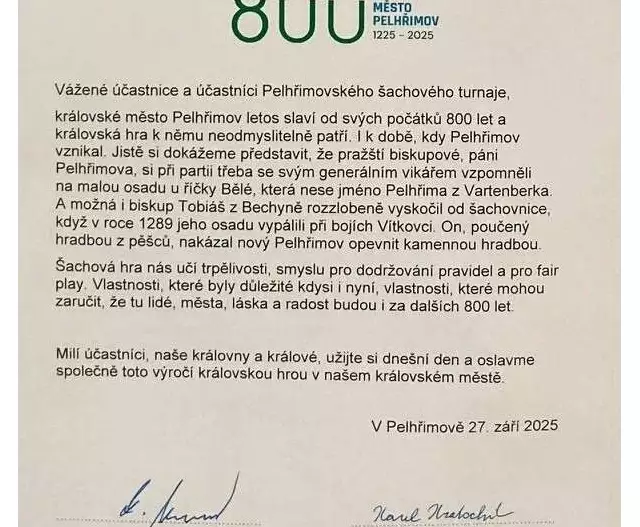 800 MĚSTO
PELHŘIMOV
1225 – 2025
Vážené účastnice a účastníci Pelhřimovského šachového turnaje,
královské město Pelhřimov letos slaví od svých počátků 800 let a
královská hra k němu neodmyslitelně patří. I k době, kdy Pelhřimov
vznikal. Jistě si dokážeme představit, že pražští biskupové, páni
Pelhřimova, si při partii třeba se svým generálním vikářem vzpomněli
na malou osadu u říčky Bělé, která nese jméno Pelhřima z Vartenberka.
A možná i biskup Tobiáš z Bechyně rozzlobeně vyskočil od šachovnice,
když v roce 1289 jeho osadu vypálili při bojích Vítkovci. On, poučený
hradbou z pěšců, nakázal nový Pelhřimov opevnit kamennou hradbou.
Šachová hra nás učí trpělivosti, smyslu pro dodržování pravidel a pro fair
play. Vlastnosti, které byly důležité kdysi i nyní, vlastnosti, které mohou
zaručit, že tu lidé, města, láska a radost budou i za dalších 800 let.
Milí účastníci, naše královny a králové, užijte si dnešní den a oslavme
společně toto výročí královskou hrou v našem královském městě.
V Pelhřimově 27. září 2025
Karel Kratochvíl